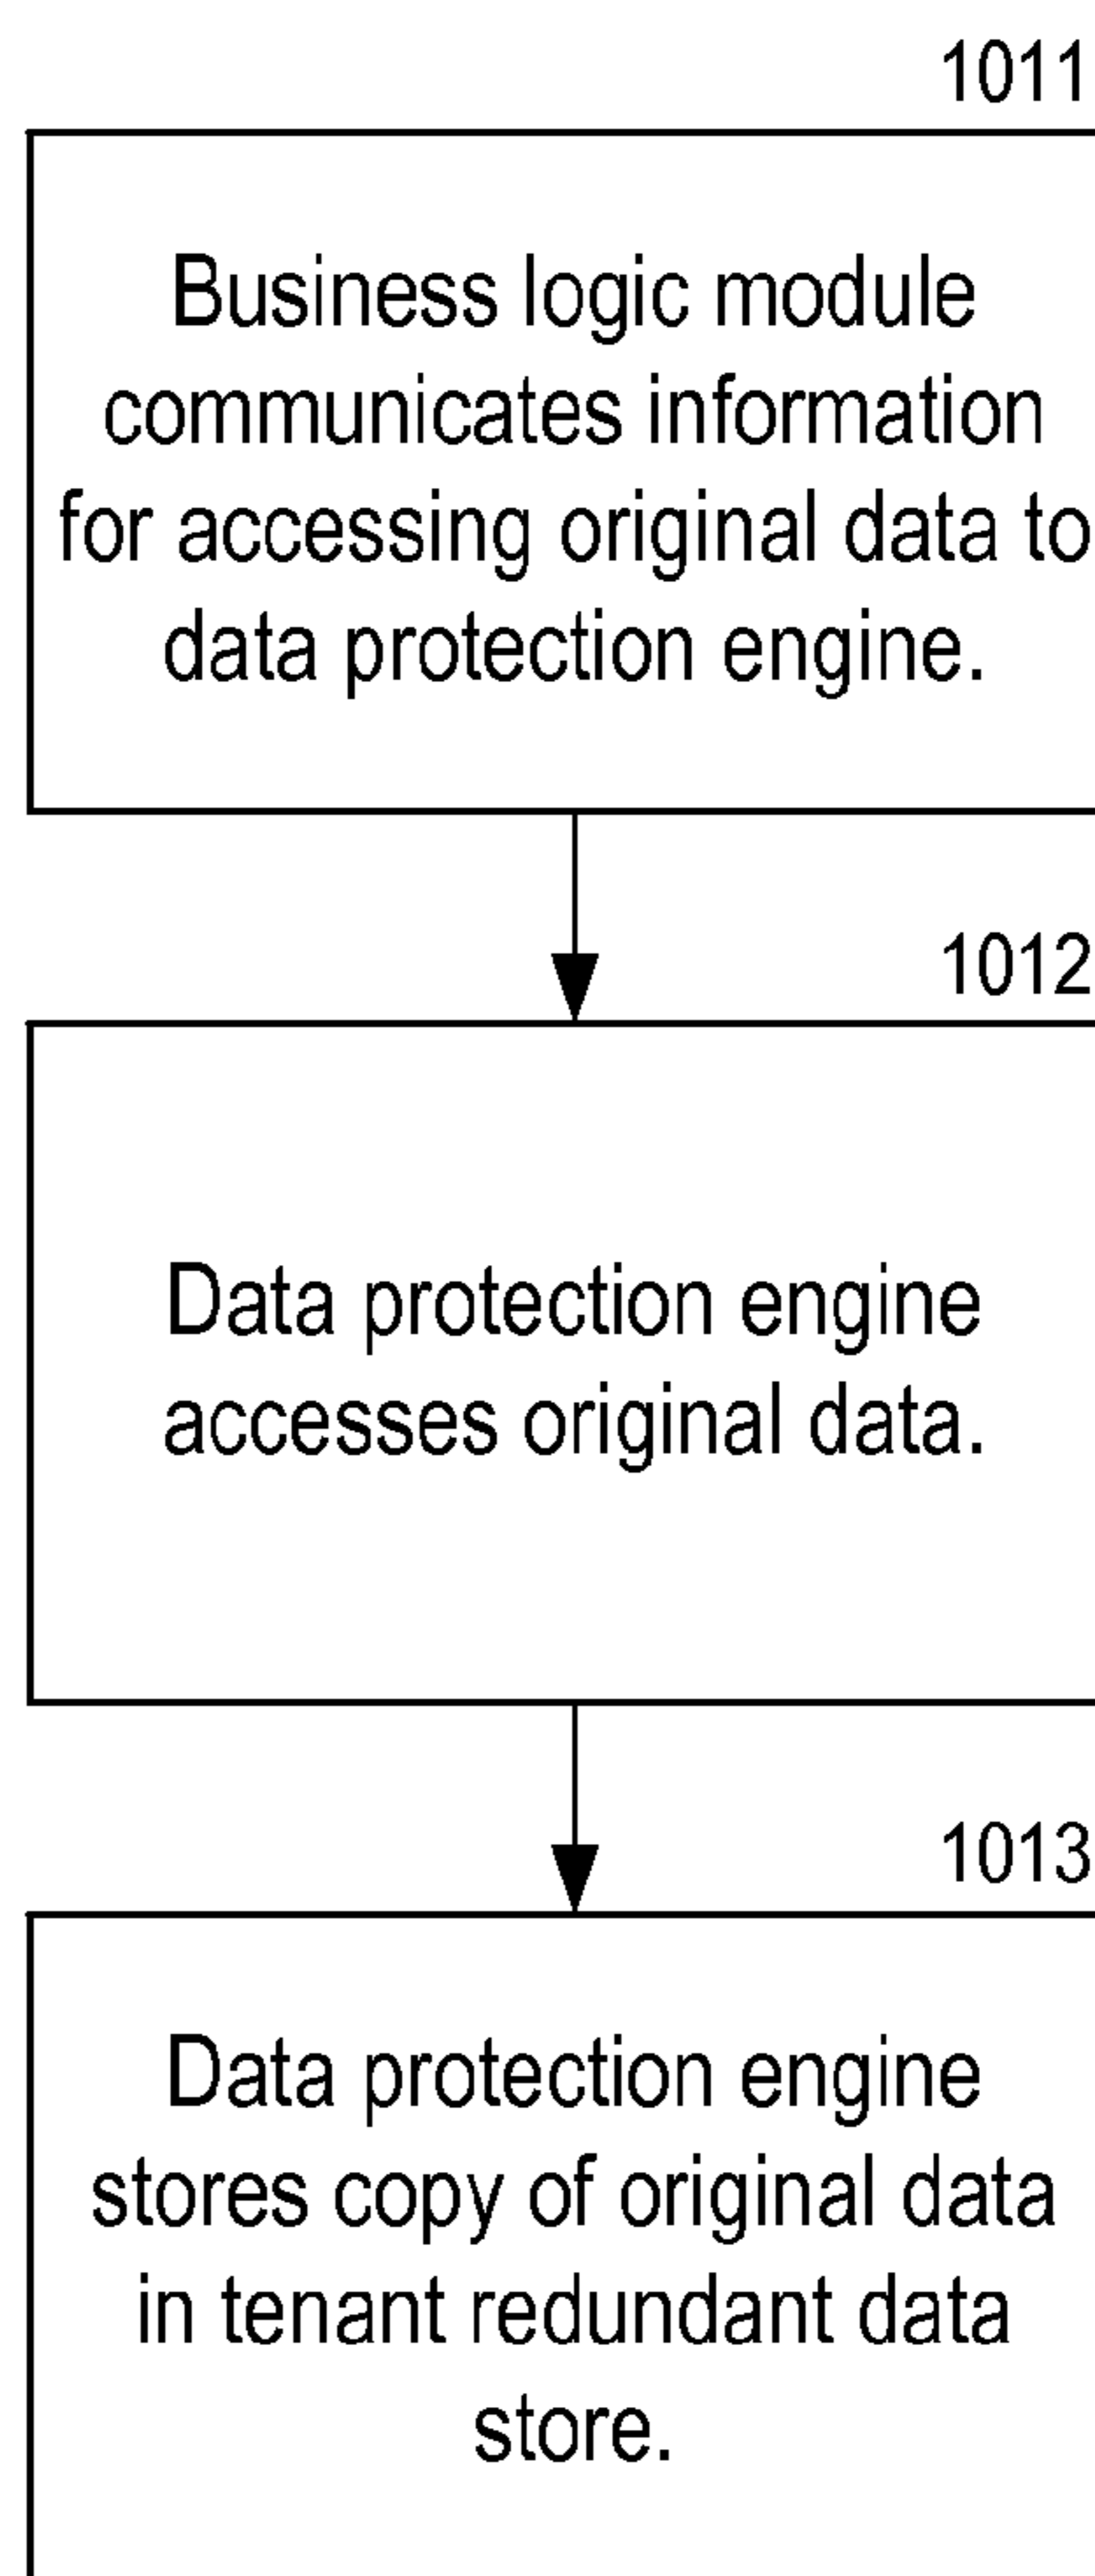 1011
Business logic module
communicates information
for accessing original data to
data protection engine.
1012
Data protection engine
accesses original data.
1013
Data protection engine
stores copy of original data
in tenant redundant data
store.